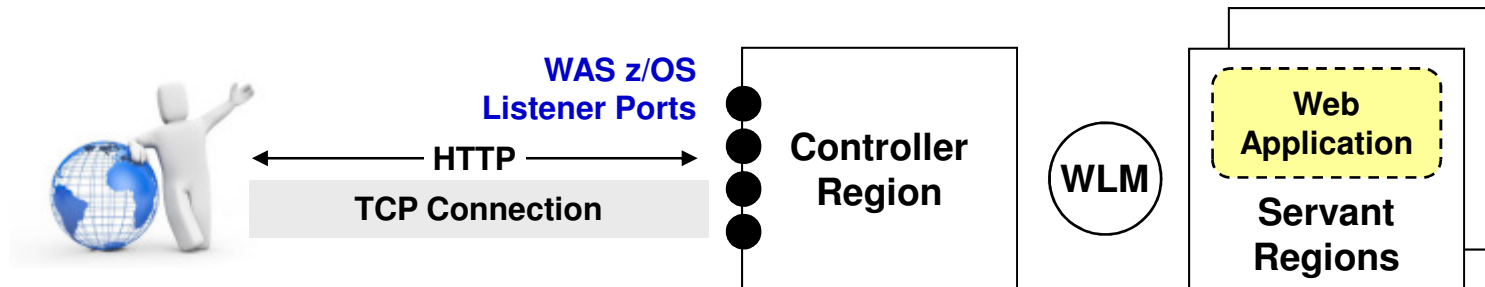 WAS z/OS
Listener Ports
HTTP
TCP Connection
Controller
Region
WLM
Web
Application
Servant
Regions